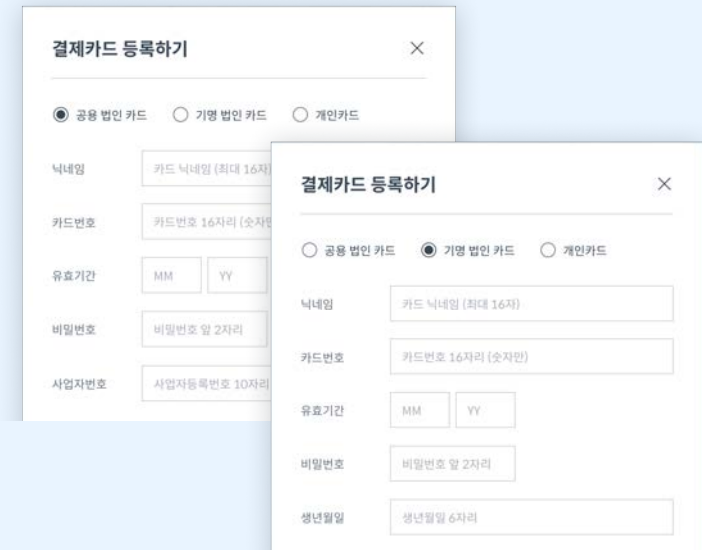 결제카드 등록하기
공용 법인 카드 기명 법인 카드 개인카드
닉네임 카드 닉네임 (최대 16자)
카드번호 카드번호 16자리 (숫자만
유효기간 MM YY
비밀번호 비밀번호 앞 2자리
사업자번호 사업자등록번호 10자리
결제카드 등록하기
공용 법인 카드 기명 법인 카드 개인카드
닉네임 카드 닉네임 (최대 16자)
카드번호 카드번호 16자리 (숫자만)
유효기간 MM YY
비밀번호 비밀번호 앞 2자리
생년월일 생년월일 6자리